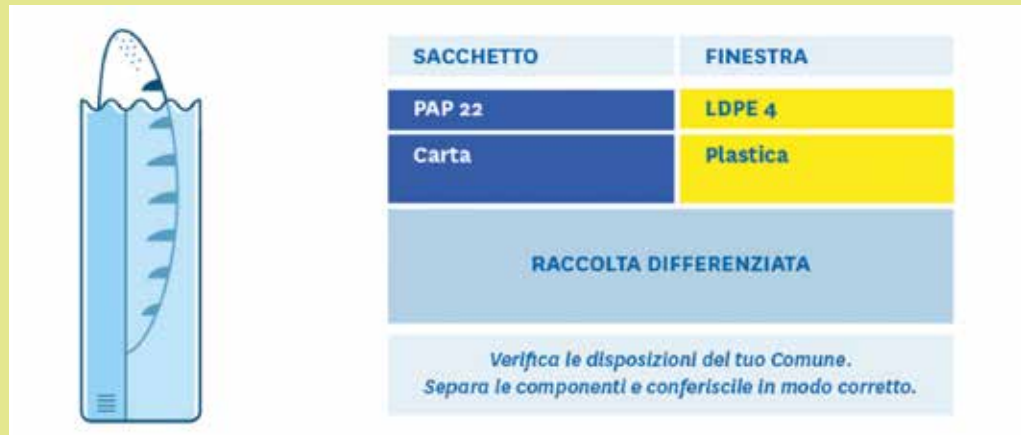 SACCHETTO FINESTRA
PAP 22 LDPE 4
Carta Plastica
RACCOLTA DIFFERENZIATA
Verifica le disposizioni del tuo Comune.
Separa le componenti e conferiscile in modo corretto.